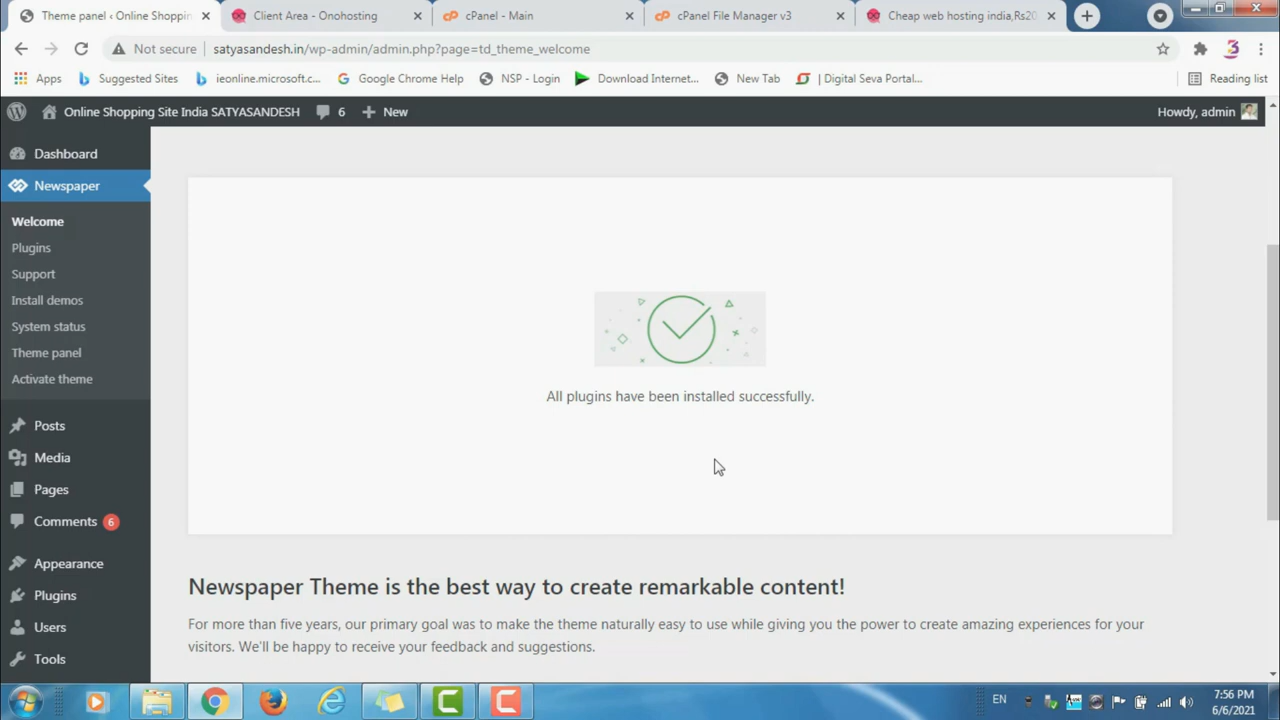 Theme panel ‹ Online Shoppin
Client Area - Onohosting
cPanel - Main
cPanel File Manager v3
Cheap web hosting india,Rs20
Not secure
satyasandesh.in/wp-admin/admin.php?page=td_theme_welcome
Apps
Suggested Sites
ieonline.microsoft.c...
Google Chrome Help
NSP - Login
Download Internet...
New Tab
| Digital Seva Portal...
Reading list
Online Shopping Site India SATYASANDESH
6
New
Howdy, admin
Dashboard
Newspaper
Welcome
Plugins
Support
Install demos
System status
Theme panel
Activate theme
Posts
Media
Pages
Comments 6
Appearance
Plugins
Users
Tools
All plugins have been installed successfully.
Newspaper Theme is the best way to create remarkable content!
For more than five years, our primary goal was to make the theme naturally easy to use while giving you the power to create amazing experiences for your
visitors. We'll be happy to receive your feedback and suggestions.
EN
7:56 PM
6/6/2021